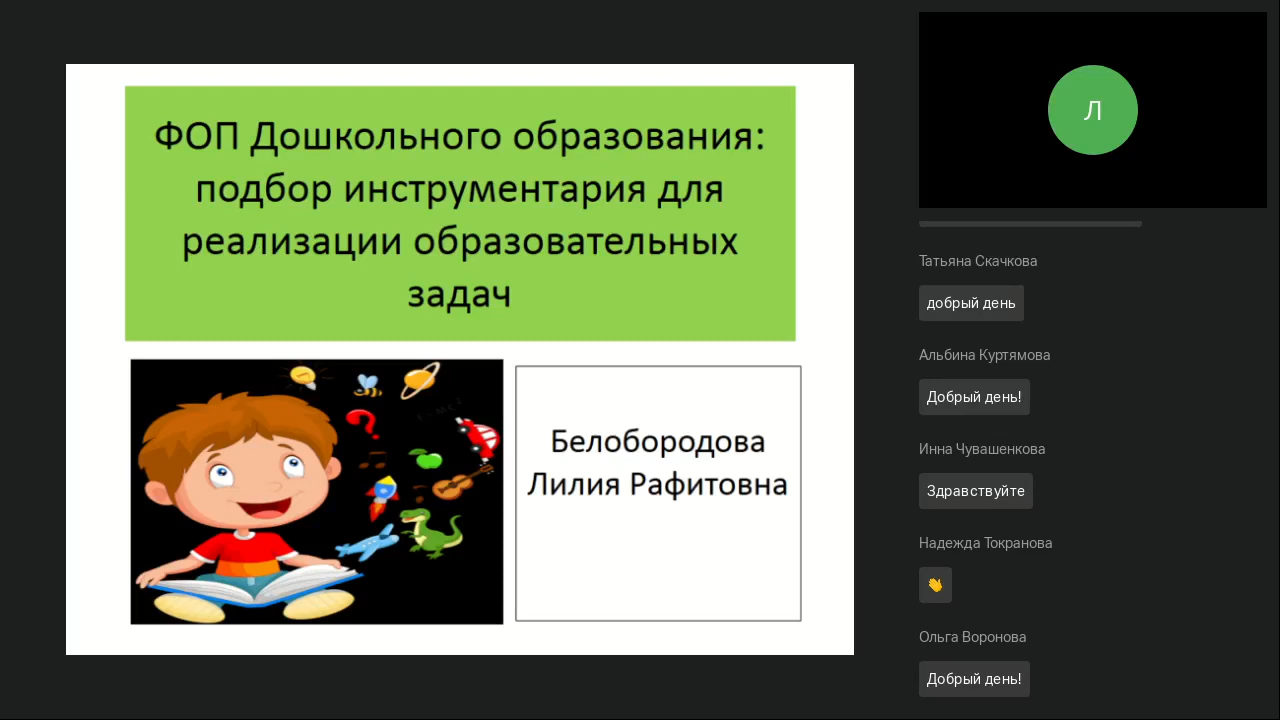 ФОП Дошкольного образования:
подбор инструментария для
реализации образовательных
задач
Белобородова
Лилия Рафитовна
Л
Татьяна Скачкова
добрый день
Альбина Куртямова
Добрый день!
Инна Чувашенкова
Здравствуйте
Надежда Токранова
👏
Ольга Воронова
Добрый день!